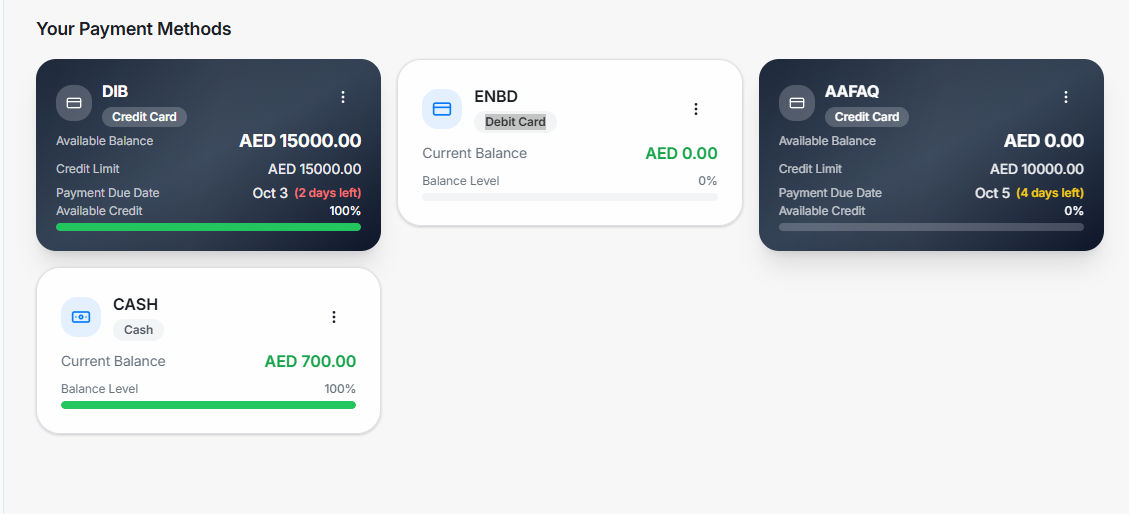 Your Payment Methods
DIB
Credit Card
Available Balance AED 15000.00
Credit Limit AED 15000.00
Payment Due Date Oct 3 (2 days left)
Available Credit 100%
ENBD
Debit Card
Current Balance AED 0.00
Balance Level 0%
AAFAQ
Credit Card
Available Balance AED 0.00
Credit Limit AED 10000.00
Payment Due Date Oct 5 (4 days left)
Available Credit 0%
CASH
Cash
Current Balance AED 700.00
Balance Level 100%